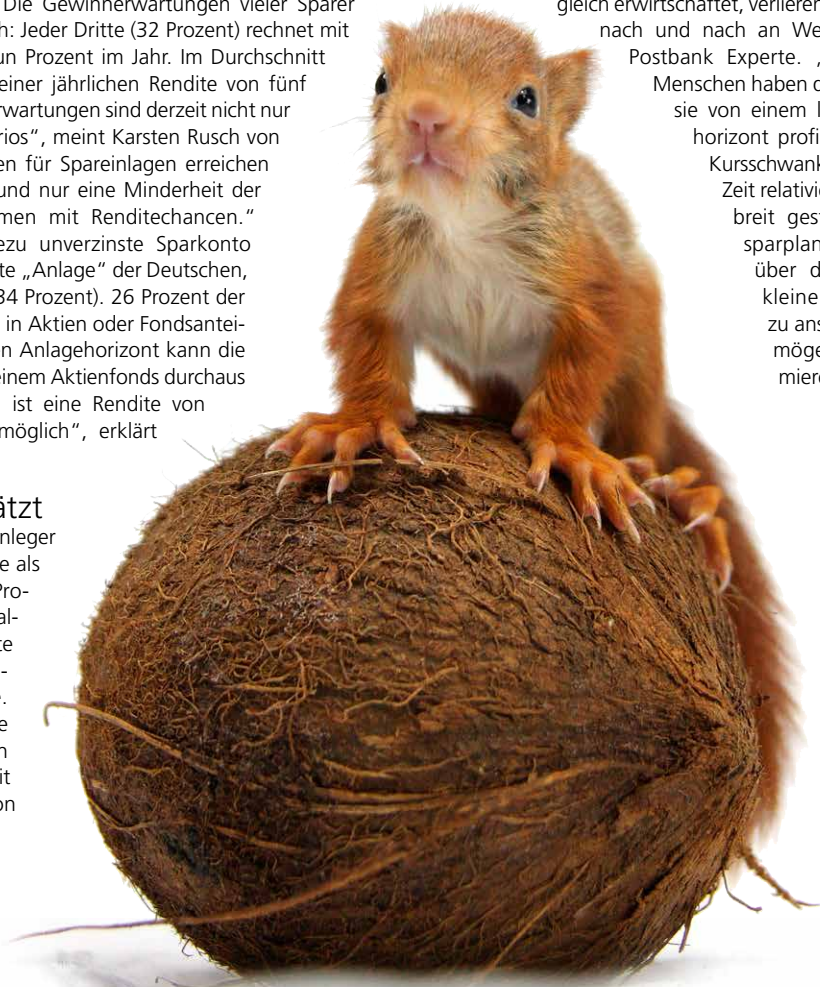 Die Gewinnerwartungen vieler Sparer
h: Jeder Dritte (32 Prozent) rechnet mit
un Prozent im Jahr. Im Durchschnitt
einer jährlichen Rendite von fünf
rwartungen sind derzeit nicht nur
rios“, meint Karsten Rusch von
en für Spareinlagen erreichen
und nur eine Minderheit der
men mit Renditechancen.“
ezu unverzinste Sparkonto
te „Anlage“ der Deutschen,
34 Prozent). 26 Prozent der
in Aktien oder Fondsantei-
en Anlagehorizont kann die
einem Aktienfonds durchaus
ist eine Rendite von
möglich“, erklärt
ätzt
nleger
e als
Pro-
al-
te
-
.
e
n
it
on
gleich erwirtschaftet, verlieren
nach und nach an We
Postbank Experte. „
Menschen haben d
sie von einem l
horizont profi
Kursschwank
Zeit relativie
breit gest
sparplan
über d
kleine
zu ans
möge
miere